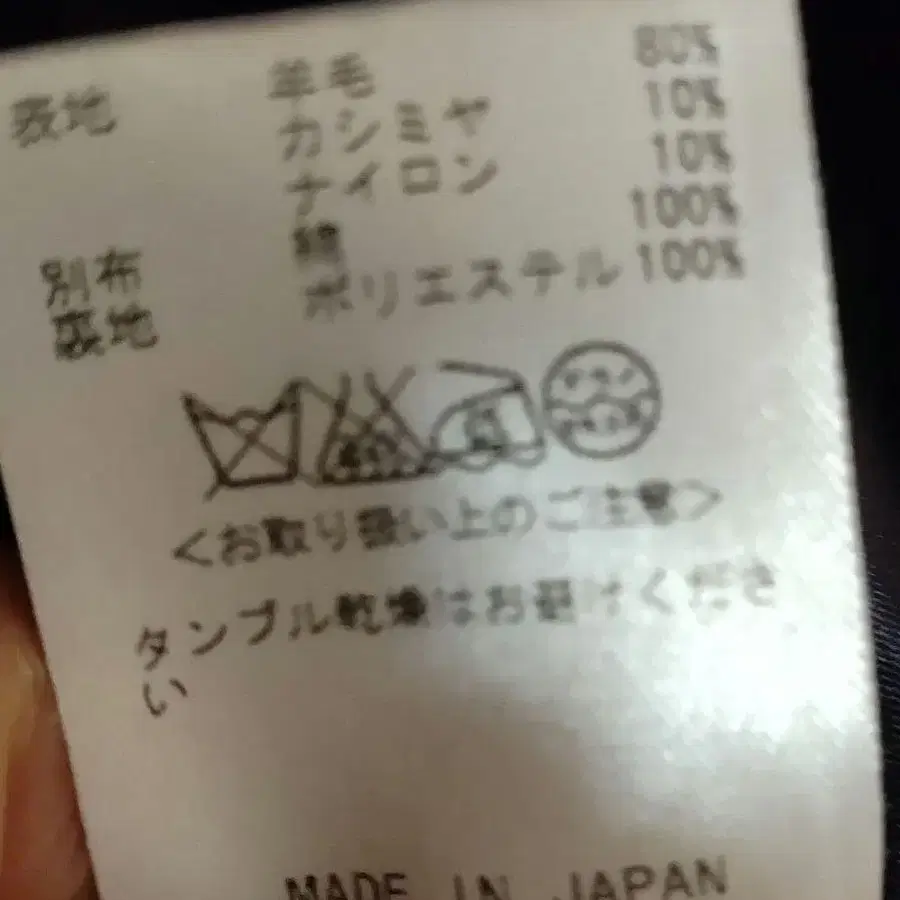 表地 羊毛 80%
カシミヤ 10%
ナイロン 10%
別布 綿 100%
裏地 ポリエステル 100%
<お取り扱い上のご注意>
タンブル乾燥はお避けくださ
い
MADE IN JAPAN